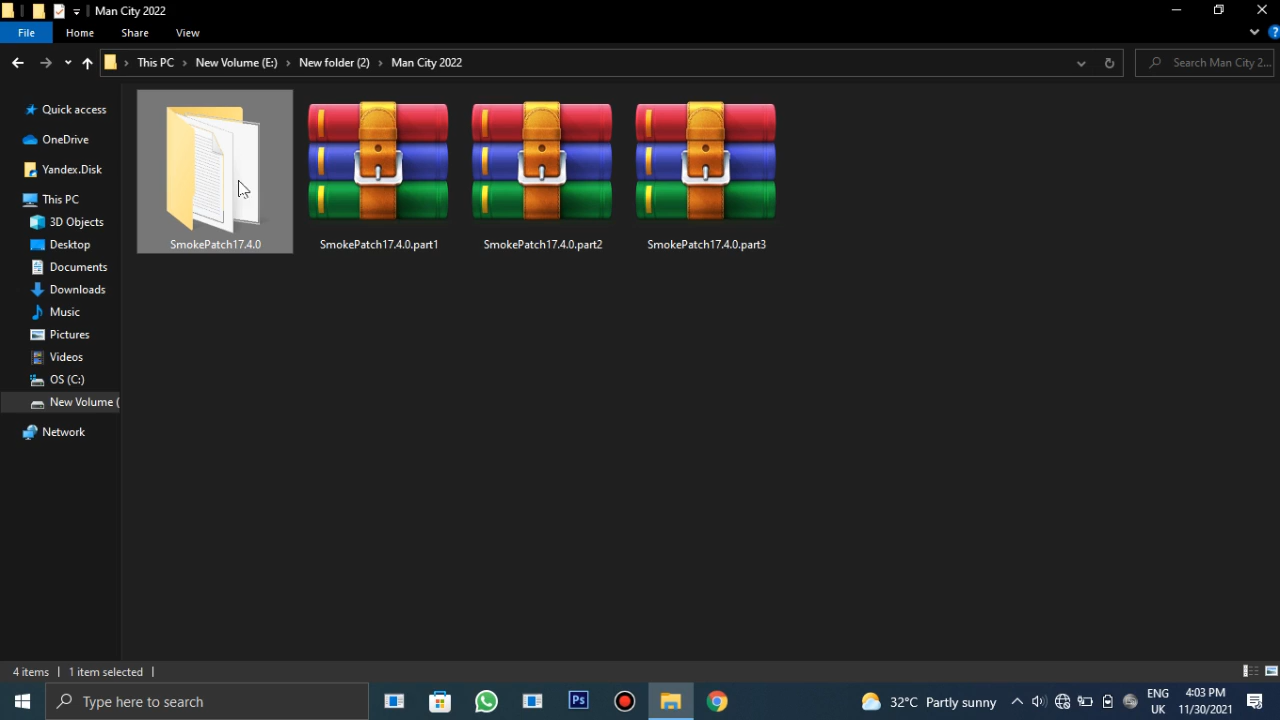 Man City 2022
File Home Share View
This PC New Volume (E:) New folder (2) Man City 2022
Search Man City 2...
Quick access
OneDrive
Yandex.Disk
This PC
3D Objects
Desktop
Documents
Downloads
Music
Pictures
Videos
OS (C:)
New Volume (
Network
SmokePatch17.4.0 SmokePatch17.4.0.part1 SmokePatch17.4.0.part2 SmokePatch17.4.0.part3
4 items 1 item selected
Type here to search
Ps
32°C Partly sunny
ENG
UK
4:03 PM
11/30/2021